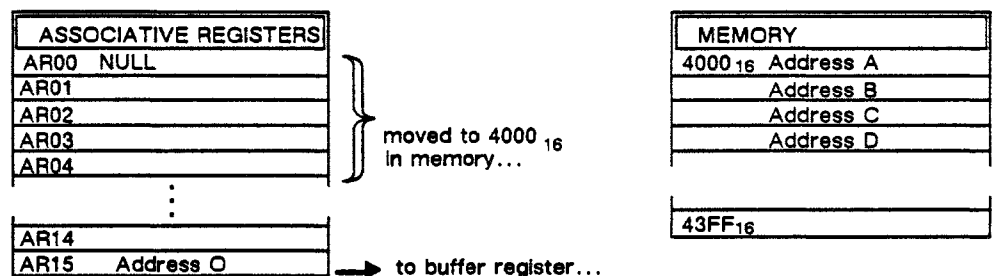 ASSOCIATIVE REGISTERS
AR00 NULL
AR01
AR02
AR03
AR04
moved to 4000 16
in memory...
AR14
AR15 Address O
to buffer register...
MEMORY
4000 16 Address A
Address B
Address C
Address D
43FF16